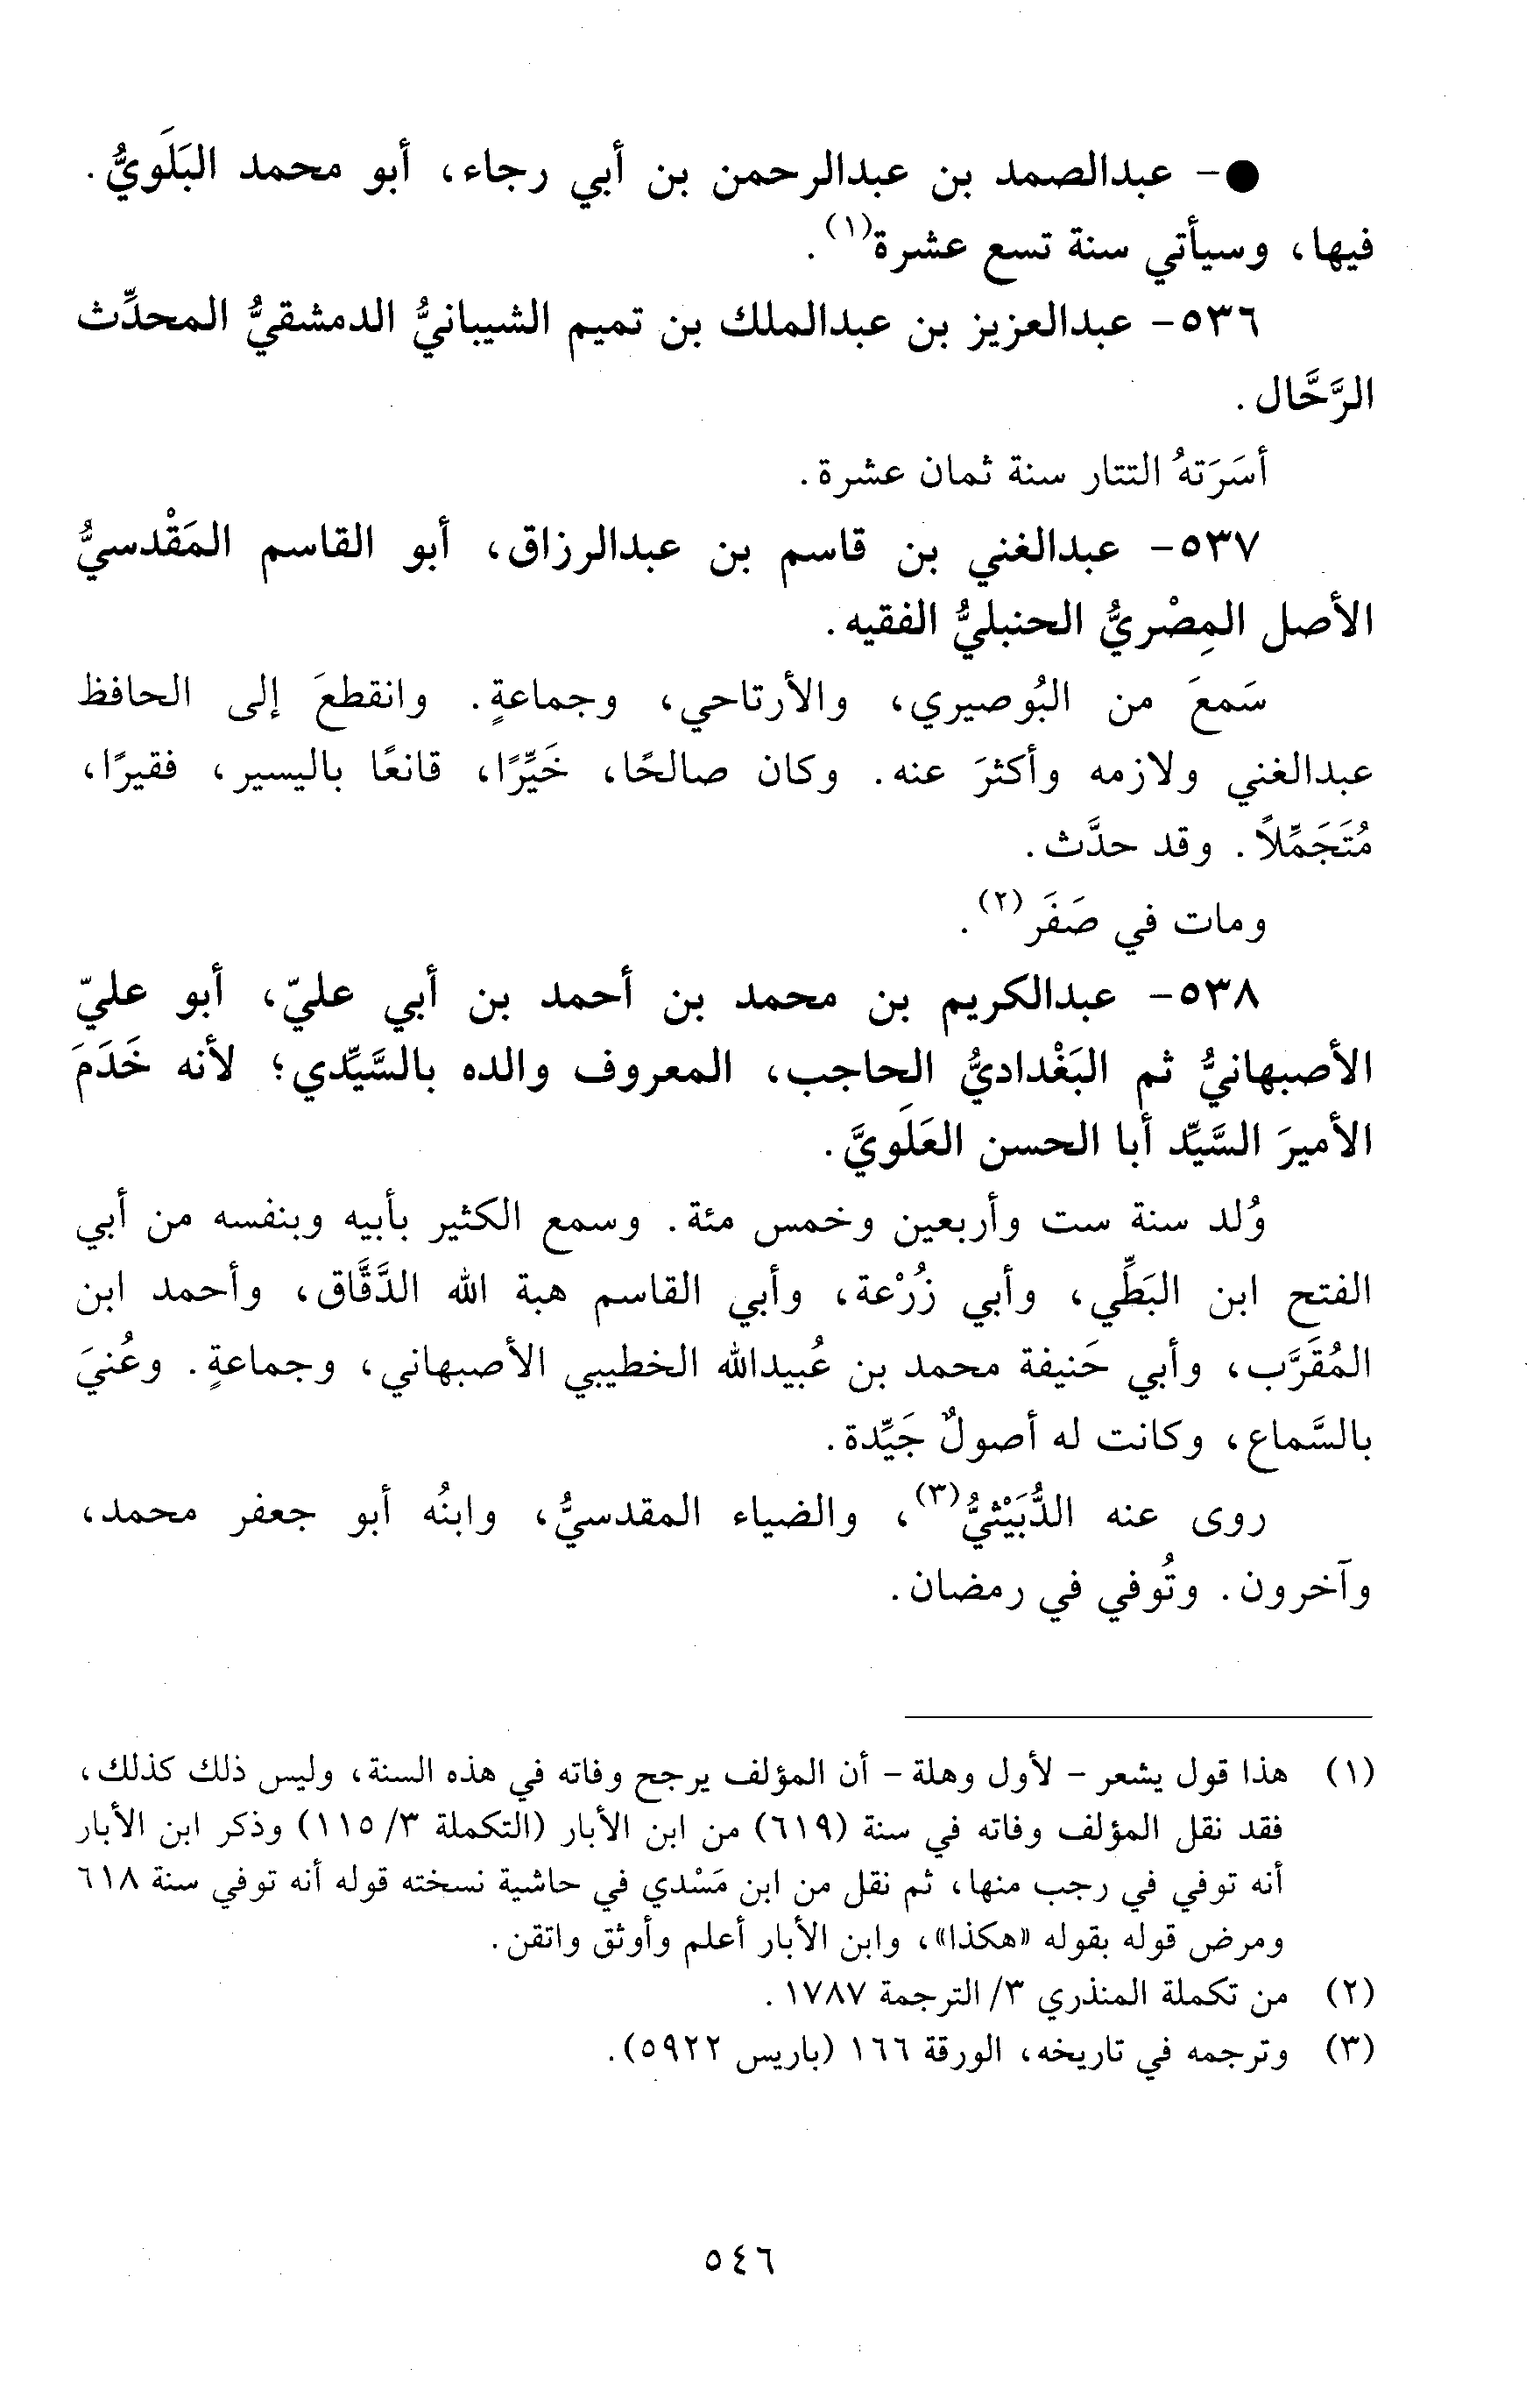 ●- عبدالصمد بن عبدالرحمن بن أبي رجاء، أبو محمد البَلَويُّ.
فيها، وسيأتي سنة تسع عشرة(١).
٥٣٦- عبدالعزيز بن عبدالملك بن تميم الشيبانيُّ الدمشقيُّ المحدِّث
الرَّحَّال.
أسَرَتهُ التتار سنة ثمان عشرة.
٥٣٧- عبدالغني بن قاسم بن عبدالرزاق، أبو القاسم المَقْدسيُّ
الأصل المِصْريُّ الحنبليُّ الفقيه.
سَمعَ من البُوصيري، والأرتاحي، وجماعةٍ. وانقطعَ إلى الحافظ
عبدالغني ولازمه وأكثرَ عنه. وكان صالحًا، خَيِّرًا، قانعًا باليسير، فقيرًا،
مُتَجَمِّلاً. وقد حدَّث.
ومات في صَفَر(٢).
٥٣٨- عبدالكريم بن محمد بن أحمد بن أبي عليّ، أبو عليّ
الأصبهانيُّ ثم البَغْداديُّ الحاجب، المعروف والده بالسَّيِّدي؛ لأنه خَدَمَ
الأميرَ السَّيِّد أبا الحسن العَلَويَّ.
وُلد سنة ست وأربعين وخمس مئة. وسمع الكثير بأبيه وبنفسه من أبي
الفتح ابن البَطِّي، وأبي زُرْعة، وأبي القاسم هبة الله الدَّقَّاق، وأحمد ابن
المُقَرَّب، وأبي حَنيفة محمد بن عُبيدالله الخطيبي الأصبهاني، وجماعةٍ. وعُنيَ
بالسَّماع، وكانت له أصولٌ جَيِّدة.
روى عنه الدُّبَيْثيُّ(٣)، والضياء المقدسيُّ، وابنُه أبو جعفر محمد،
وآخرون. وتُوفي في رمضان.
(١) هذا قول يشعر - لأول وهلة - أن المؤلف يرجح وفاته في هذه السنة، وليس ذلك كذلك،
فقد نقل المؤلف وفاته في سنة (٦١٩) من ابن الأبار (التكملة ٣/ ١١٥) وذكر ابن الأبار
أنه توفي في رجب منها، ثم نقل من ابن مَسْدي في حاشية نسخته قوله أنه توفي سنة ٦١٨
ومرض قوله بقوله «هكذا»، وابن الأبار أعلم وأوثق واتقن.
(٢) من تكملة المنذري ٣/ الترجمة ١٧٨٧.
(٣) وترجمه في تاريخه، الورقة ١٦٦ (باريس ٥٩٢٢).
٥٤٦